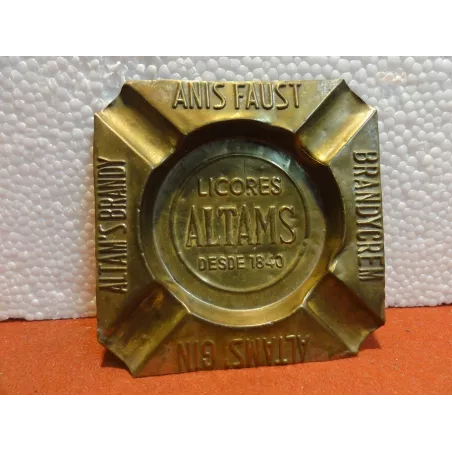 ANIS FAUST
BRANDYCREM
ALTAMS GIN
ALTAM'S BRANDY
LICORES
ALTAMS
DESDE 1840